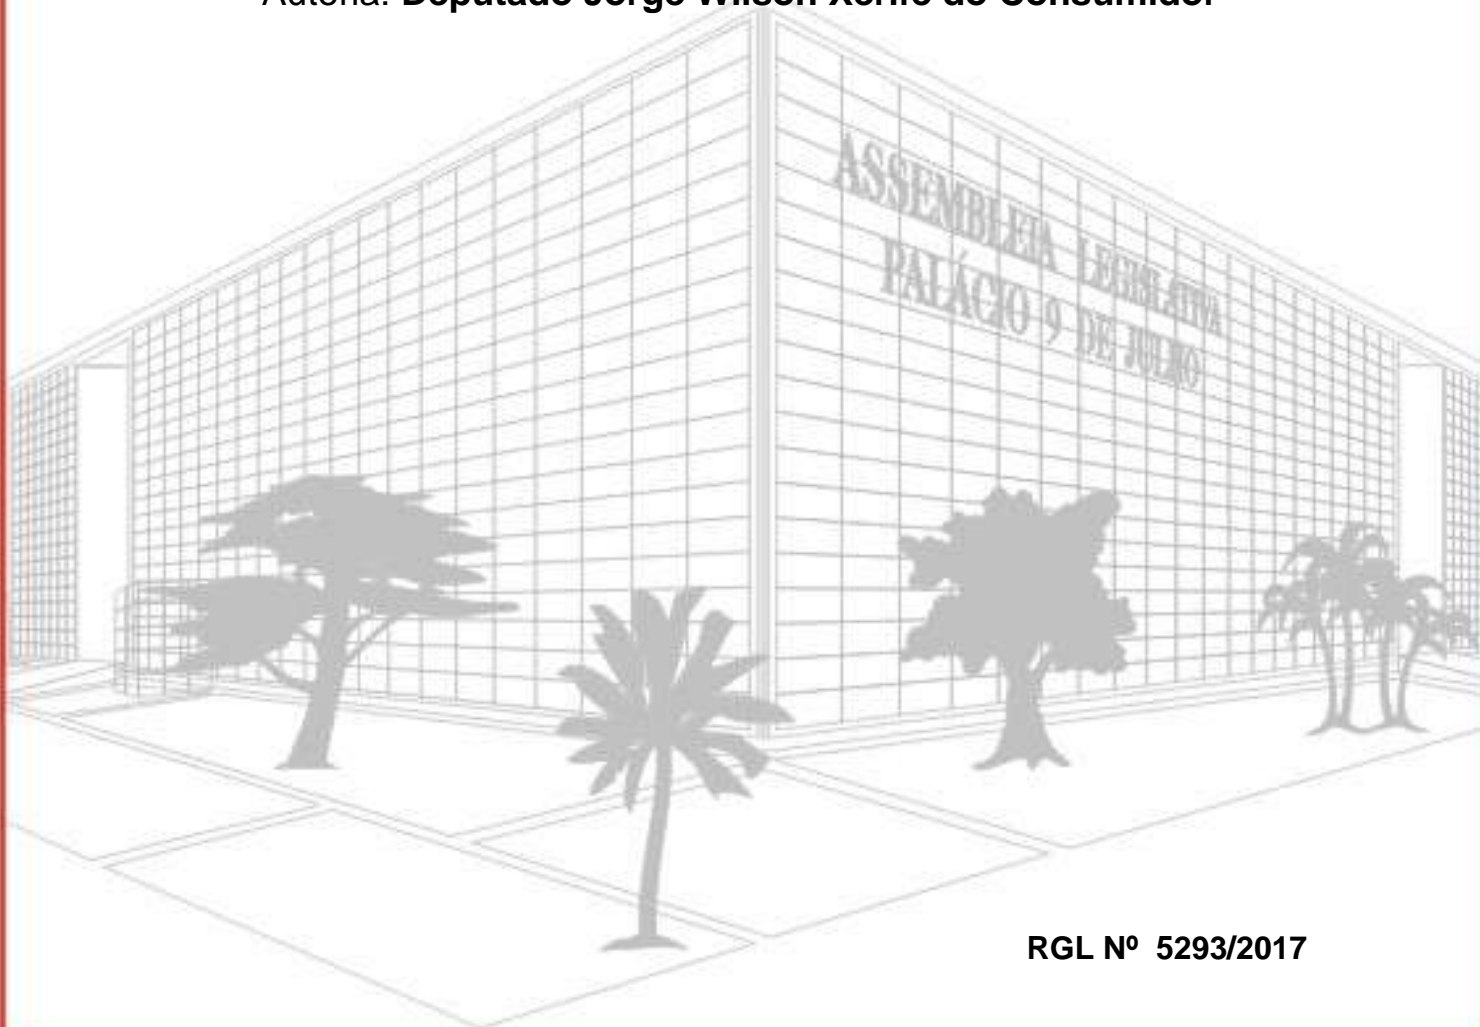 Autoria: Deputado Jorge Wilson Xerife do Consumidor
ASSEMBLEIA LEGISLATIVA
PALÁCIO 9 DE JULHO
RGL Nº 5293/2017